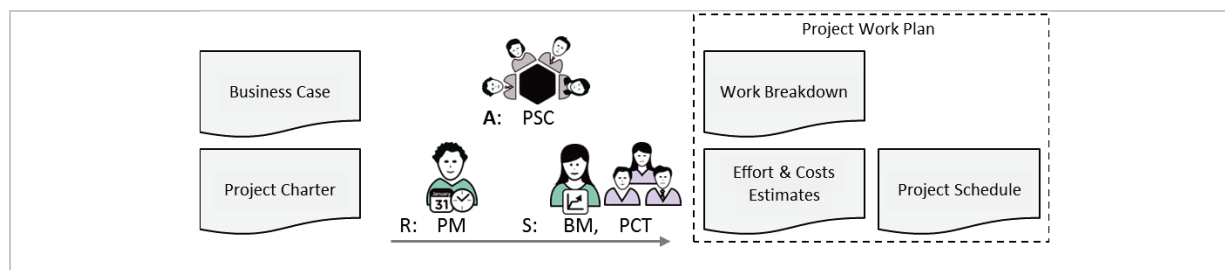 Project Work Plan
Business Case
Work Breakdown
A: PSC
Project Charter
January
31
Effort & Costs
Estimates
Project Schedule
R: PM S: BM, PCT